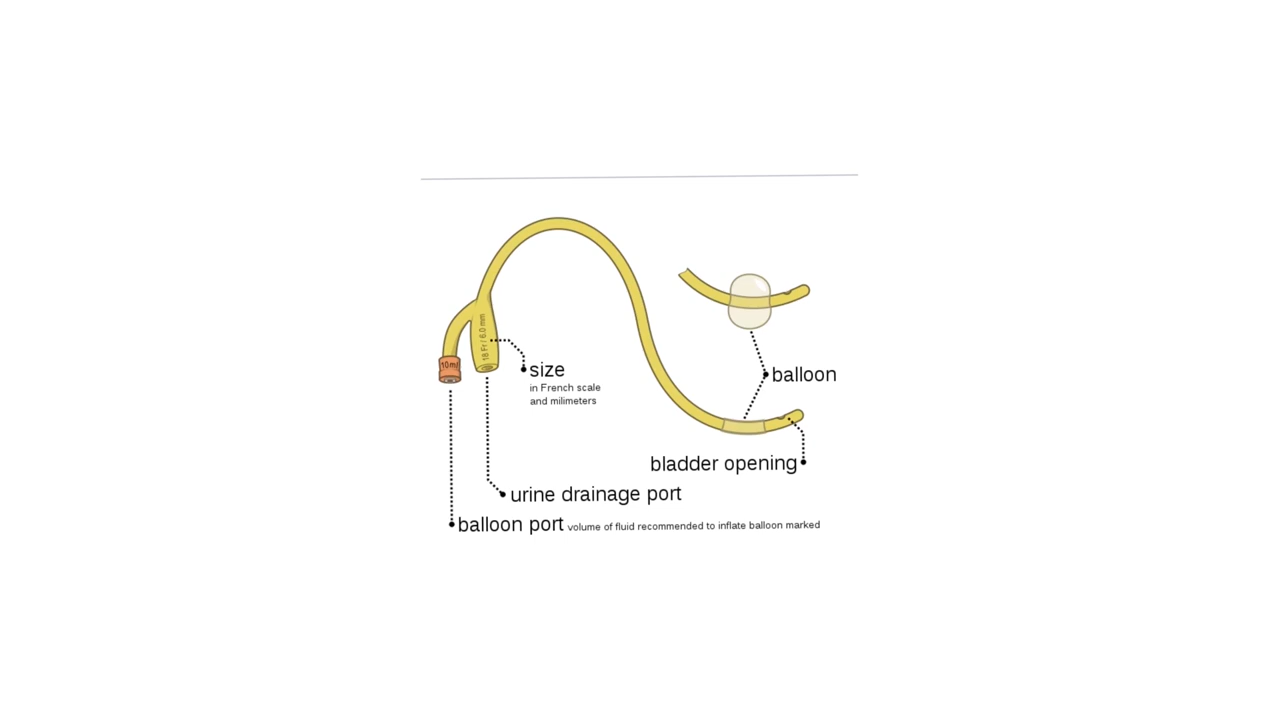 18 Fr / 6.0 mm
10ml
size
in French scale
and milimeters
balloon
bladder opening
urine drainage port
balloon port volume of fluid recommended to inflate balloon marked